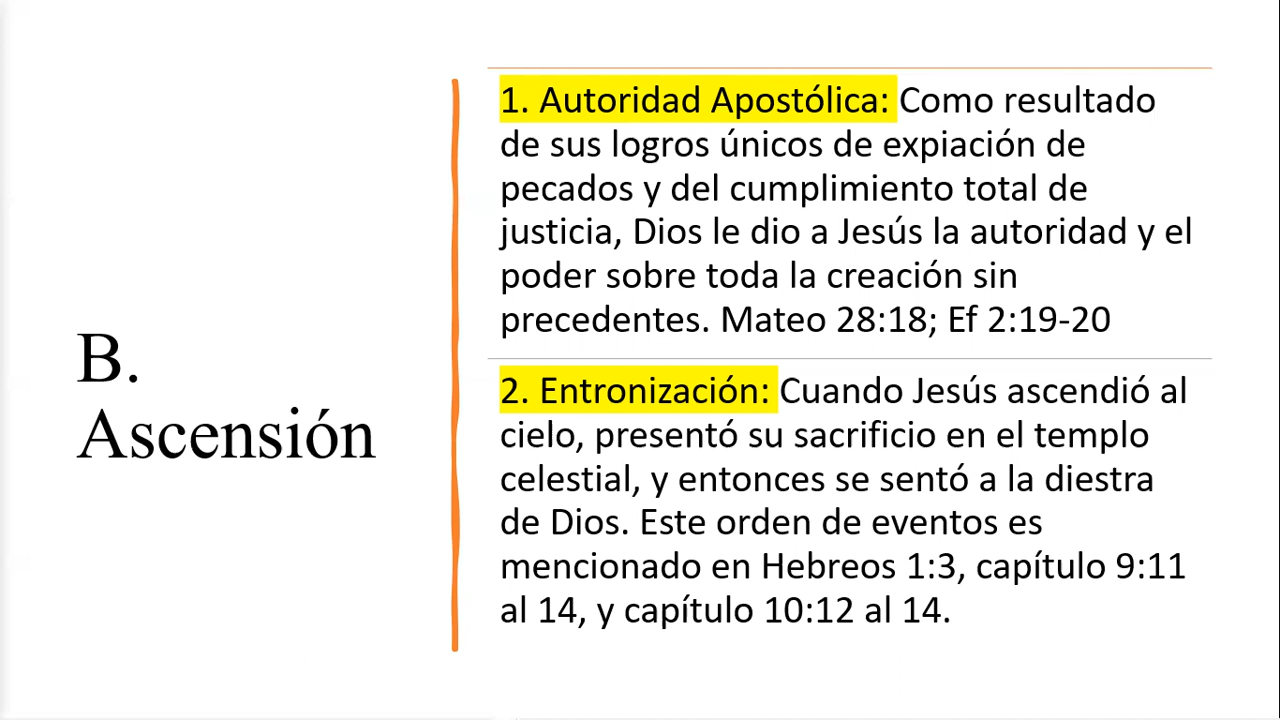 B.
Ascensión
1. Autoridad Apostólica: Como resultado
de sus logros únicos de expiación de
pecados y del cumplimiento total de
justicia, Dios le dio a Jesús la autoridad y el
poder sobre toda la creación sin
precedentes. Mateo 28:18; Ef 2:19-20
2. Entronización: Cuando Jesús ascendió al
cielo, presentó su sacrificio en el templo
celestial, y entonces se sentó a la diestra
de Dios. Este orden de eventos es
mencionado en Hebreos 1:3, capítulo 9:11
al 14, y capítulo 10:12 al 14.